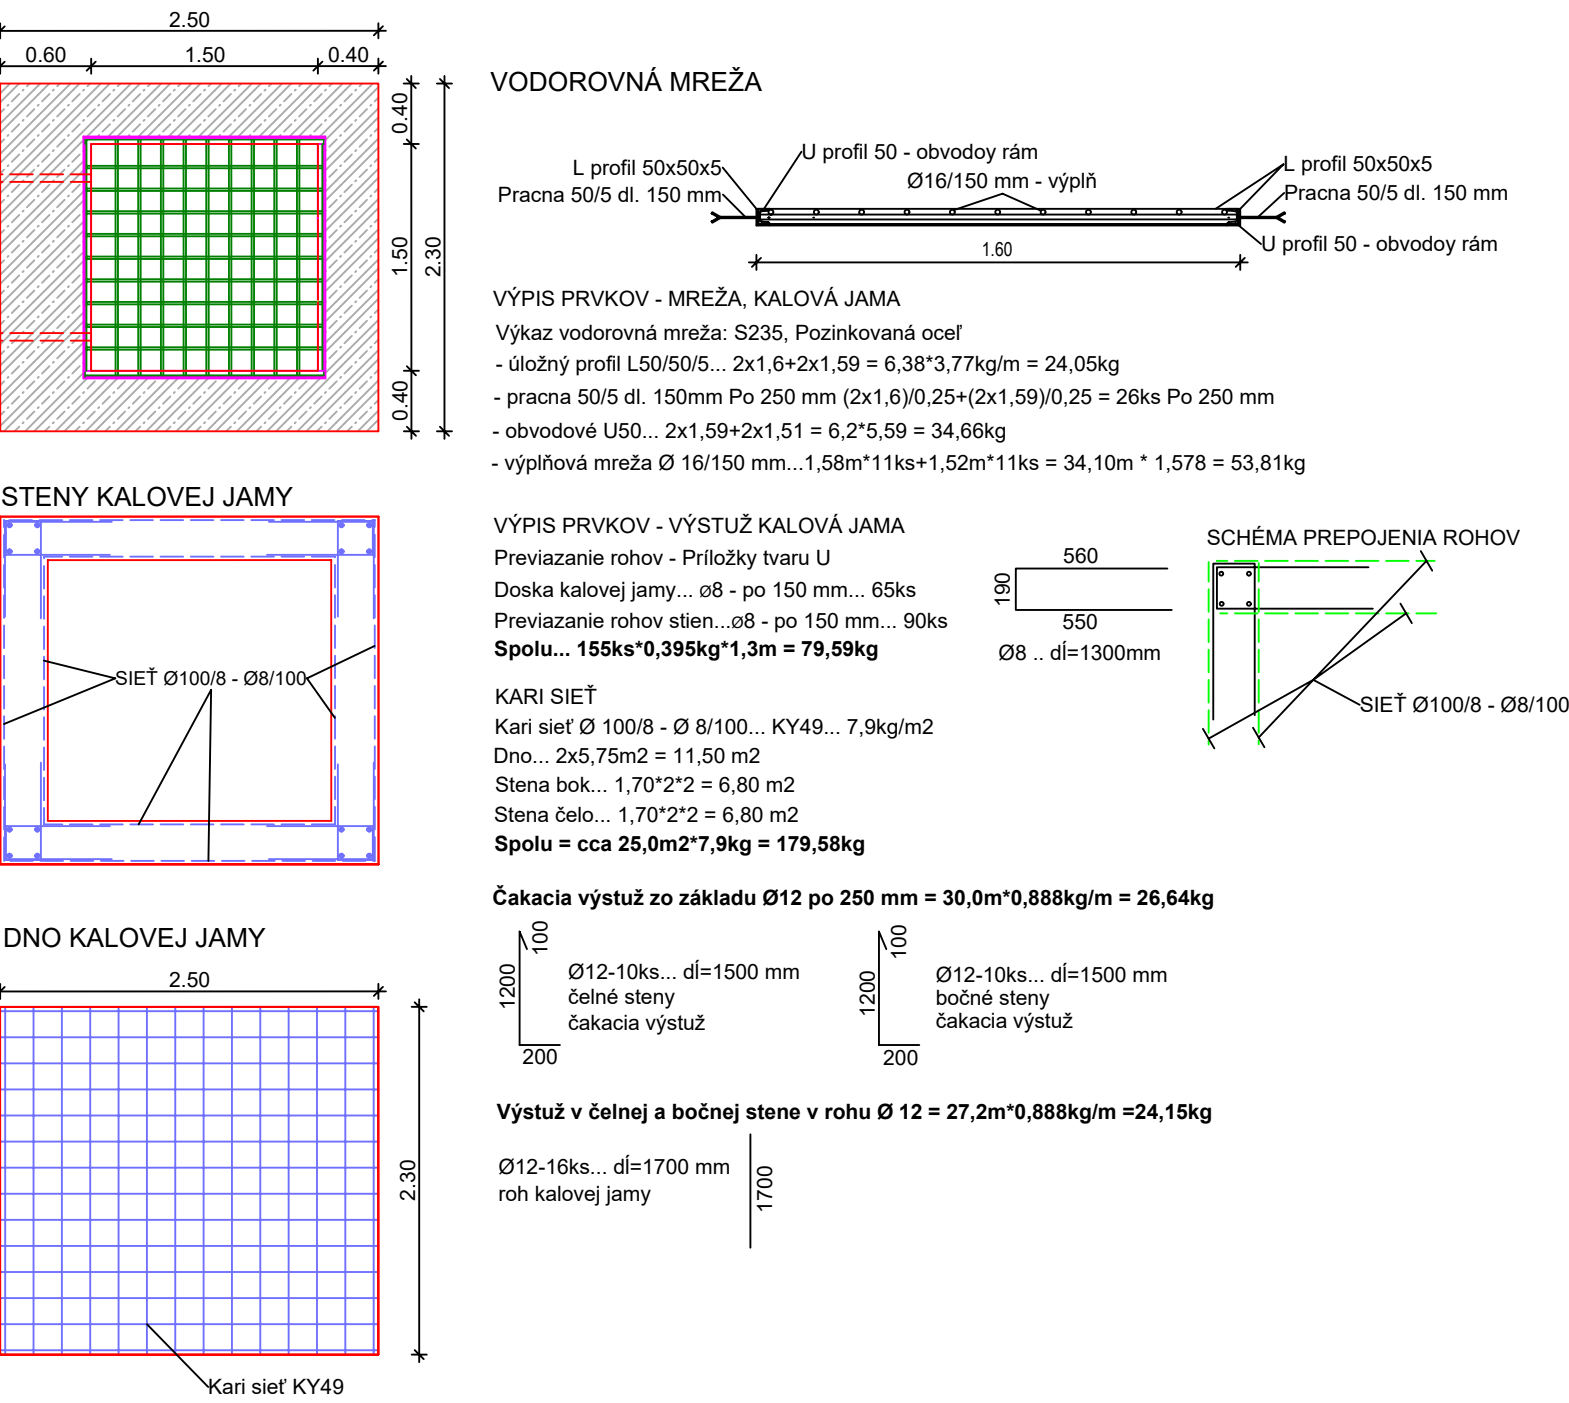 2.50
0.60
1.50
0.40
0.40
1.50
2.30
0.40
VODOROVNÁ MREŽA
L profil 50x50x5
Pracna 50/5 dl. 150 mm
U profil 50 - obvodoy rám
Ø16/150 mm - výplň
L profil 50x50x5
Pracna 50/5 dl. 150 mm
U profil 50 - obvodoy rám
1.60
VÝPIS PRVKOV - MREŽA, KALOVÁ JAMA
Výkaz vodorovná mreža: S235, Pozinkovaná oceľ
- úložný profil L50/50/5... 2x1,6+2x1,59 = 6,38*3,77kg/m = 24,05kg
- pracna 50/5 dl. 150mm Po 250 mm (2x1,6)/0,25+(2x1,59)/0,25 = 26ks Po 250 mm
- obvodové U50... 2x1,59+2x1,51 = 6,2*5,59 = 34,66kg
- výplňová mreža Ø 16/150 mm...1,58m*11ks+1,52m*11ks = 34,10m * 1,578 = 53,81kg
STENY KALOVEJ JAMY
SIEŤ Ø100/8 - Ø8/100
VÝPIS PRVKOV - VÝSTUŽ KALOVÁ JAMA
Previazanie rohov - Príložky tvaru U
Doska kalovej jamy... ø8 - po 150 mm... 65ks
Previazanie rohov stien...ø8 - po 150 mm... 90ks
Spolu... 155ks*0,395kg*1,3m = 79,59kg
560
190
550
Ø8 .. dĺ=1300mm
SCHÉMA PREPOJENIA ROHOV
SIEŤ Ø100/8 - Ø8/100
KARI SIEŤ
Kari sieť Ø 100/8 - Ø 8/100... KY49... 7,9kg/m2
Dno... 2x5,75m2 = 11,50 m2
Stena bok... 1,70*2*2 = 6,80 m2
Stena čelo... 1,70*2*2 = 6,80 m2
Spolu = cca 25,0m2*7,9kg = 179,58kg
Čakacia výstuž zo základu Ø12 po 250 mm = 30,0m*0,888kg/m = 26,64kg
100
1200
200
Ø12-10ks... dĺ=1500 mm
čelné steny
čakacia výstuž
100
1200
200
Ø12-10ks... dĺ=1500 mm
bočné steny
čakacia výstuž
DNO KALOVEJ JAMY
2.50
2.30
Kari sieť KY49
Výstuž v čelnej a bočnej stene v rohu Ø 12 = 27,2m*0,888kg/m =24,15kg
Ø12-16ks... dĺ=1700 mm
roh kalovej jamy
1700